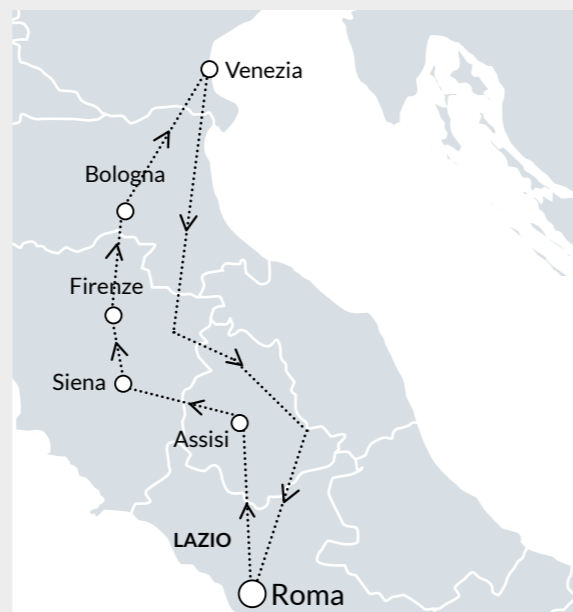 Venezia
Bologna
Firenze
Siena
Assisi
LAZIO
Roma